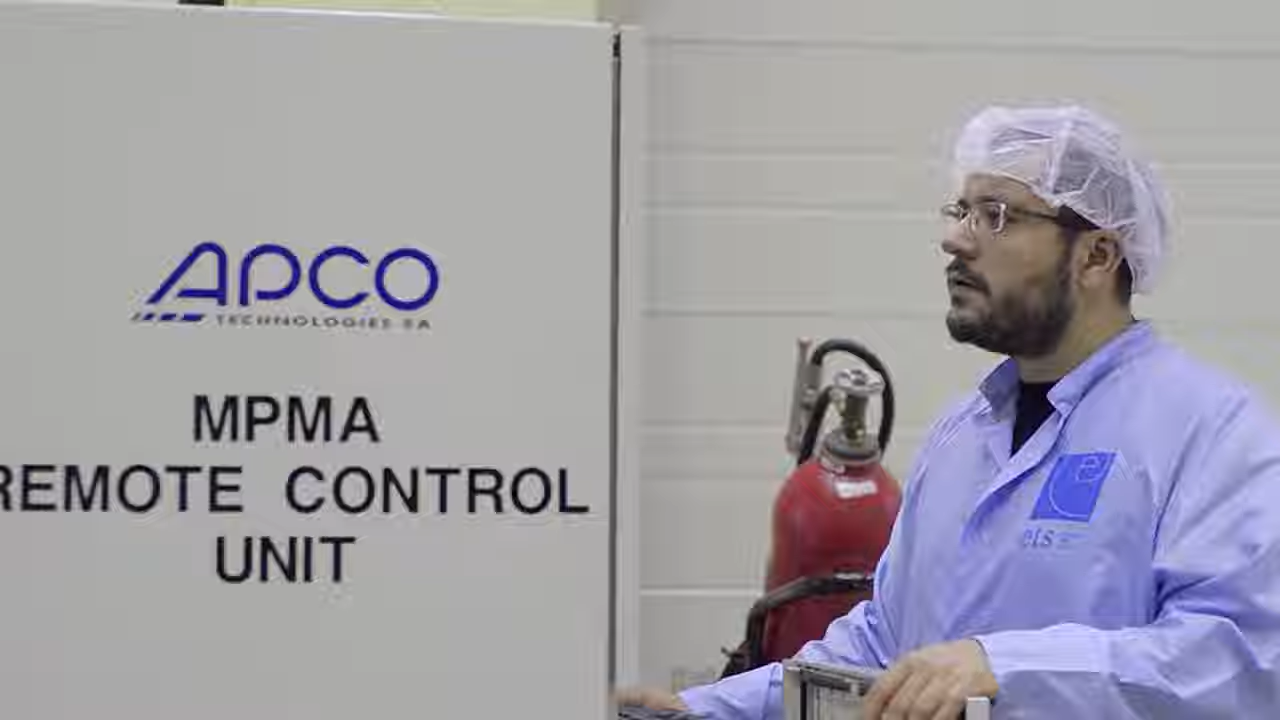 APCO
TECHNOLOGIES SA
MPMA
REMOTE CONTROL
UNIT
ets